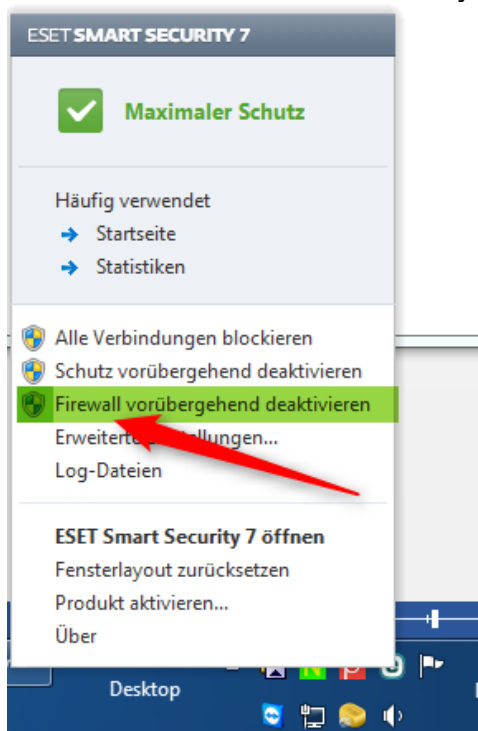 ESET SMART SECURITY 7
Maximaler Schutz
Häufig verwendet
Startseite
Statistiken
Alle Verbindungen blockieren
Schutz vorübergehend deaktivieren
Firewall vorübergehend deaktivieren
Log-Dateien
ESET Smart Security 7 öffnen
Fensterlayout zurücksetzen
Produkt aktivieren...
Über
Desktop